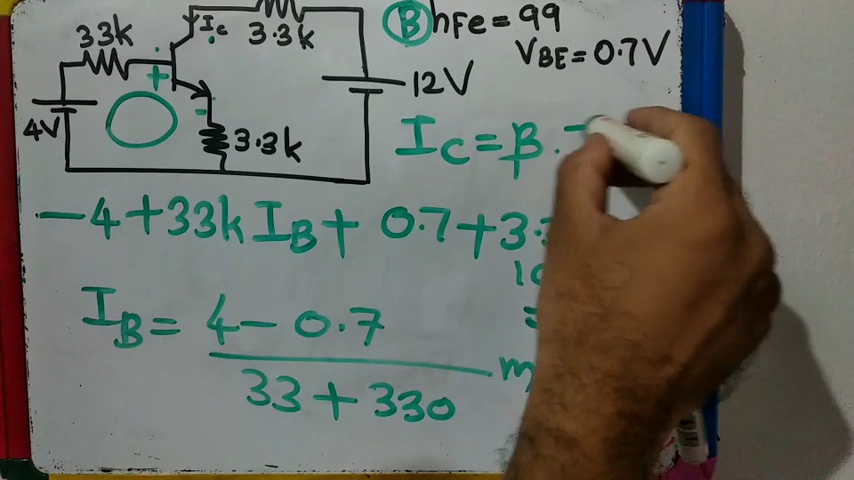 33k
Ic
3.3k
B hFe = 99
VBE = 0.7V
12V
4V
3.3k
Ic = β.
-4 + 33k IB + 0.7 + 3.
IB = 4 - 0.7
33 + 330
m